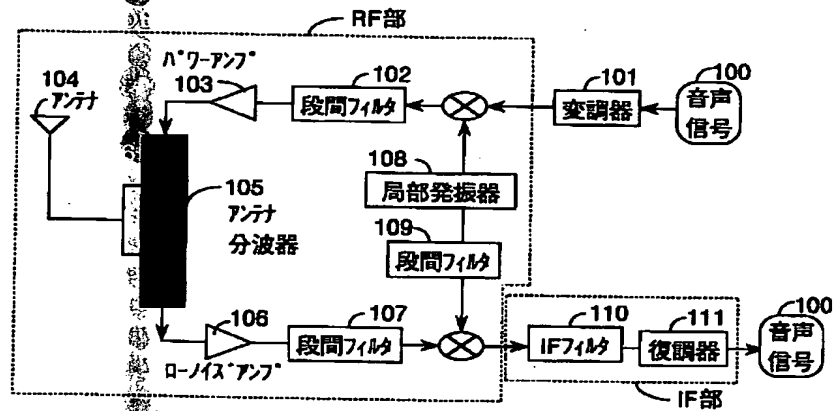 RF部
パワーアンプ
103
102
段間フィルタ
101
変調器
100
音声
信号
104
アンテナ
105
アンテナ
分波器
108
局部発振器
109
段間フィルタ
106
ローノイズアンプ
107
段間フィルタ
110
IFフィルタ
111
復調器
100
音声
信号
IF部